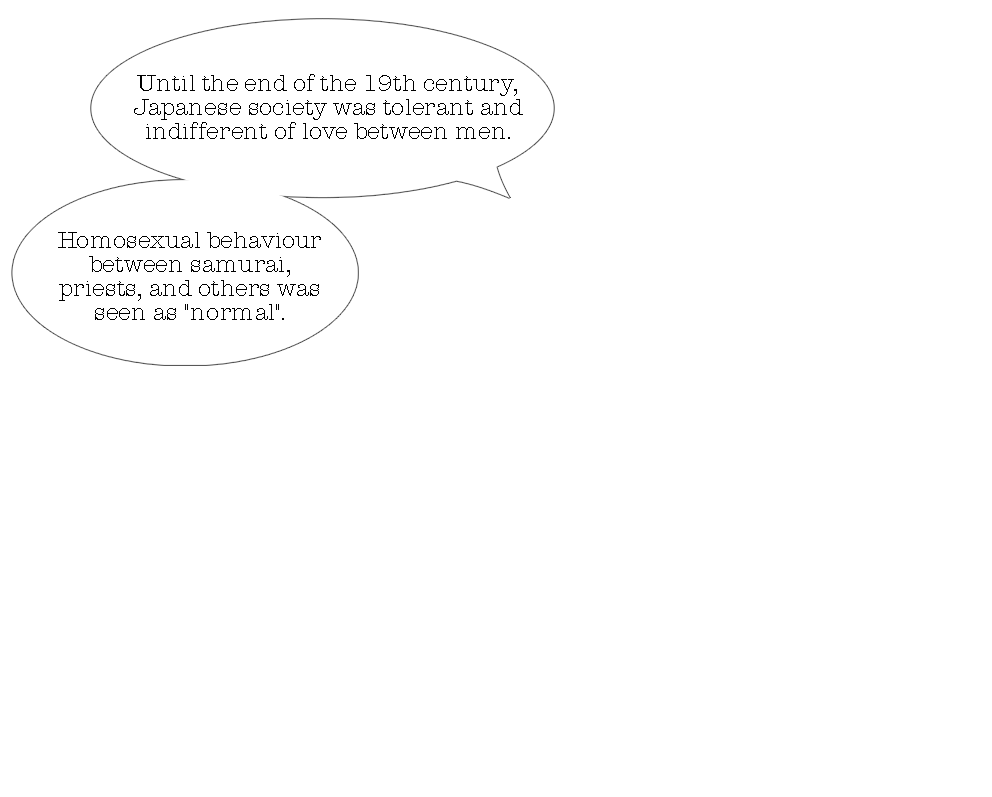 Until the end of the 19th century,
Japanese society was tolerant and
indifferent of love between men.
Homosexual behaviour
between samurai,
priests, and others was
seen as "normal".